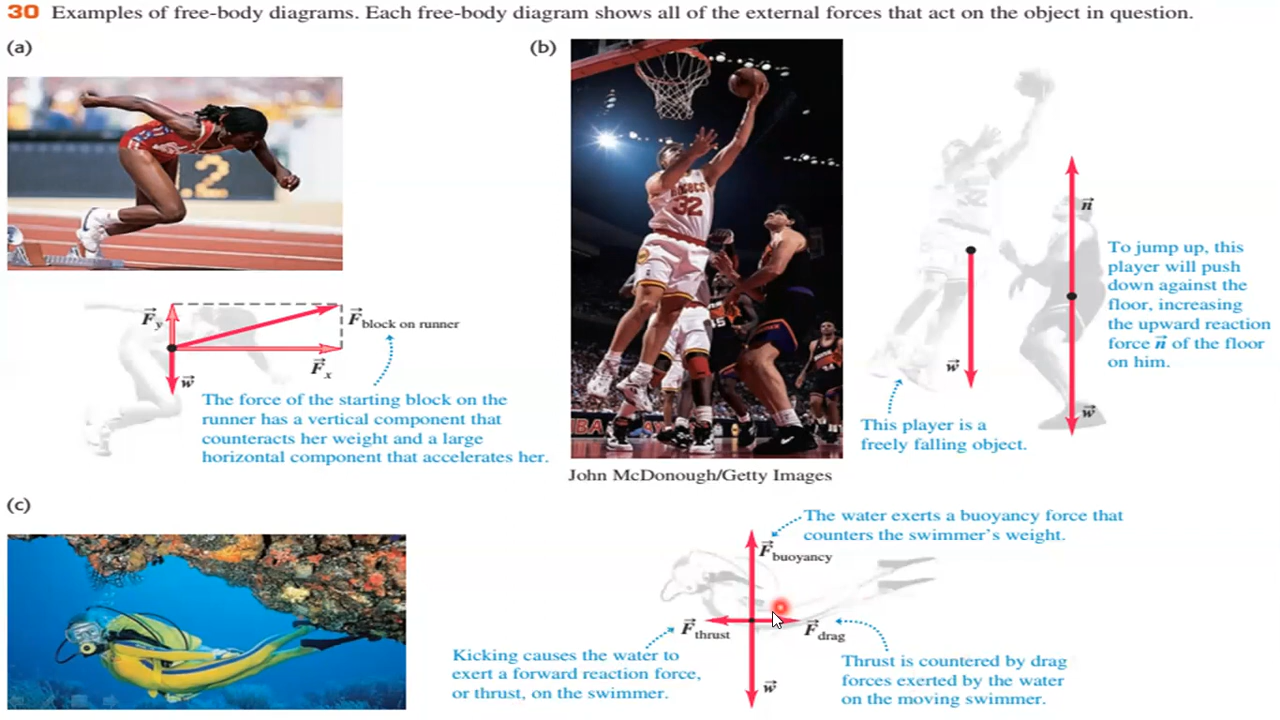 30 Examples of free-body diagrams. Each free-body diagram shows all of the external forces that act on the object in question.
(a)
.2
F⃗y
F⃗block on runner
F⃗x
w⃗
The force of the starting block on the
runner has a vertical component that
counteracts her weight and a large
horizontal component that accelerates her.
(b)
ROCKETS
32
John McDonough/Getty Images
w⃗
This player is a
freely falling object.
n⃗
w⃗
To jump up, this
player will push
down against the
floor, increasing
the upward reaction
force n⃗ of the floor
on him.
(c)
The water exerts a buoyancy force that
counters the swimmer's weight.
F⃗buoyancy
F⃗thrust
F⃗drag
w⃗
Kicking causes the water to
exert a forward reaction force,
or thrust, on the swimmer.
Thrust is countered by drag
forces exerted by the water
on the moving swimmer.